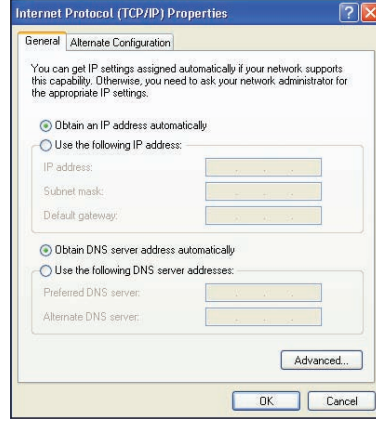 Internet Protocol (TCP/IP) Properties
General
Alternate Configuration
You can get IP settings assigned automatically if your network supports
this capability. Otherwise, you need to ask your network administrator for
the appropriate IP settings.
Obtain an IP address automatically
Use the following IP address:
IP address:
Subnet mask:
Default gateway:
Obtain DNS server address automatically
Use the following DNS server addresses:
Preferred DNS server:
Alternate DNS server:
Advanced...
OK
Cancel